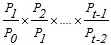 P₁/P₀ × P₂/P₁ × .... × Pₜ₋₁/Pₜ₋₂